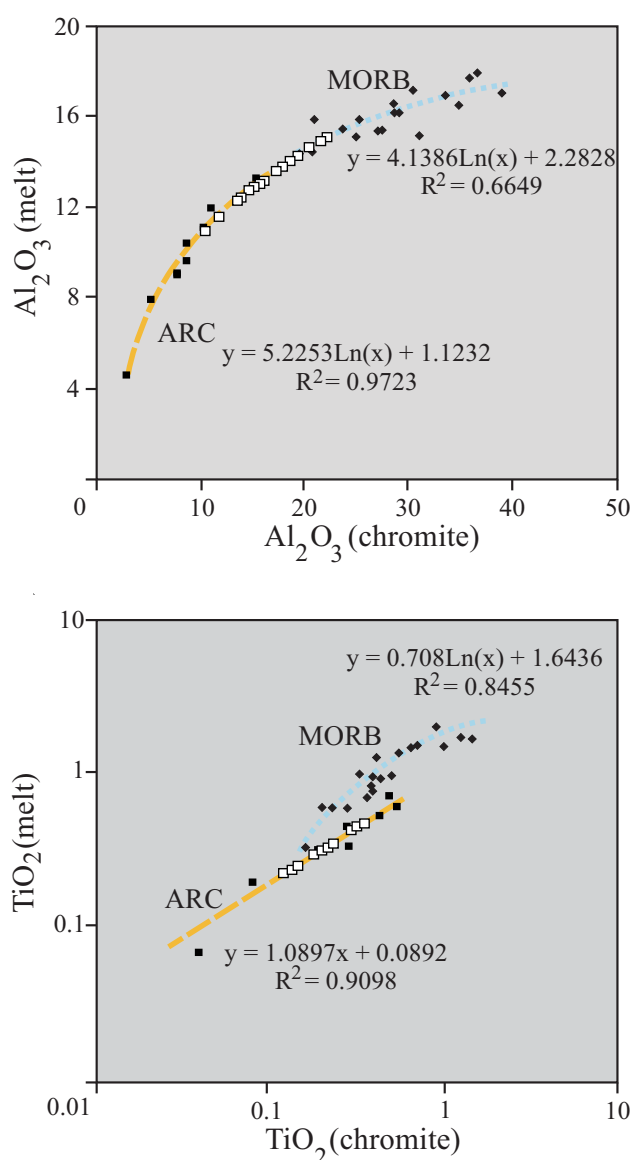 20
16
12
8
4
Al₂O₃ (melt)
MORB
y = 4.1386Ln(x) + 2.2828
R² = 0.6649
ARC
y = 5.2253Ln(x) + 1.1232
R² = 0.9723
0 10 20 30 40 50
Al₂O₃ (chromite)
10
1
0.1
0.01
TiO₂ (melt)
y = 0.708Ln(x) + 1.6436
R² = 0.8455
MORB
ARC
y = 1.0897x + 0.0892
R² = 0.9098
0.1 1 10
TiO₂ (chromite)